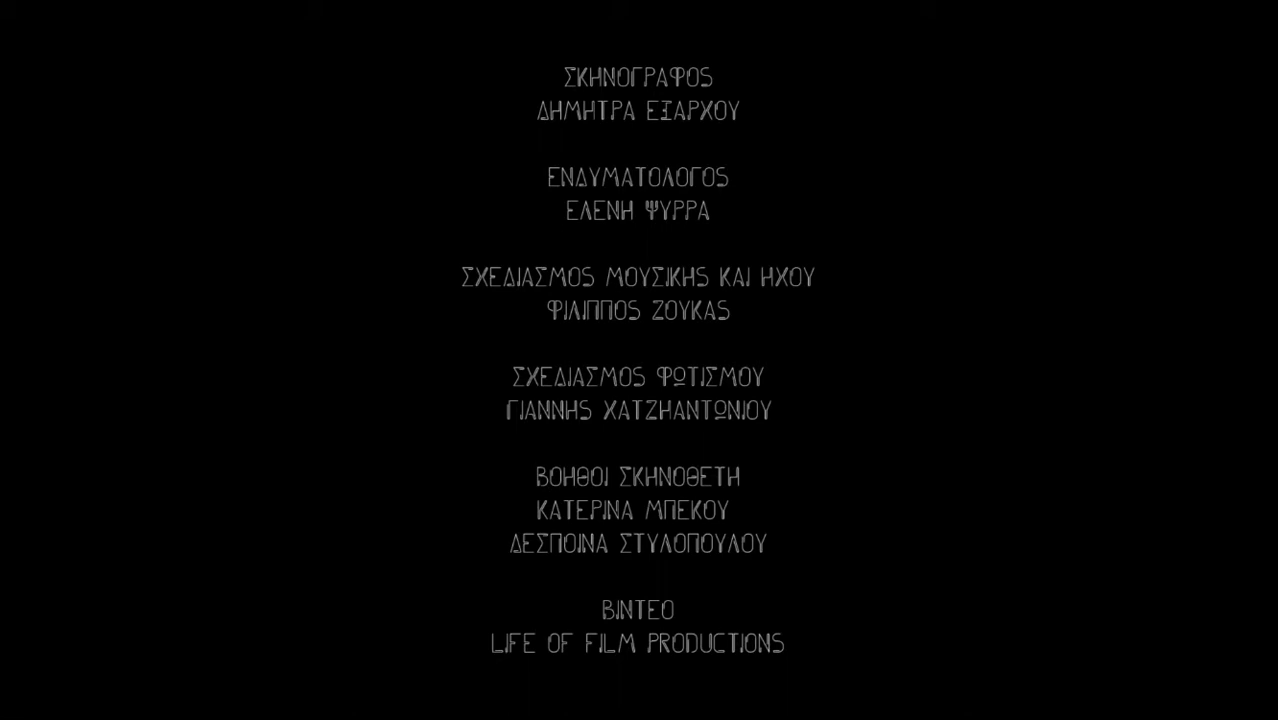 ΣΚΗΝΟΓΡΑΦΟΣ
ΔΗΜΗΤΡΑ ΕΞΑΡΧΟΥ
ΕΝΔΥΜΑΤΟΛΟΓΟΣ
ΕΛΕΝΗ ΨΥΡΡΑ
ΣΧΕΔΙΑΣΜΟΣ ΜΟΥΣΙΚΗΣ ΚΑΙ ΗΧΟΥ
ΦΙΛΙΠΠΟΣ ΖΟΥΚΑΣ
ΣΧΕΔΙΑΣΜΟΣ ΦΩΤΙΣΜΟΥ
ΓΙΑΝΝΗΣ ΧΑΤΖΗΑΝΤΩΝΙΟΥ
ΒΟΗΘΟΙ ΣΚΗΝΟΘΕΤΗ
ΚΑΤΕΡΙΝΑ ΜΠΕΚΟΥ
ΔΕΣΠΟΙΝΑ ΣΤΥΛΟΠΟΥΛΟΥ
ΒΙΝΤΕΟ
LIFE OF FILM PRODUCTIONS